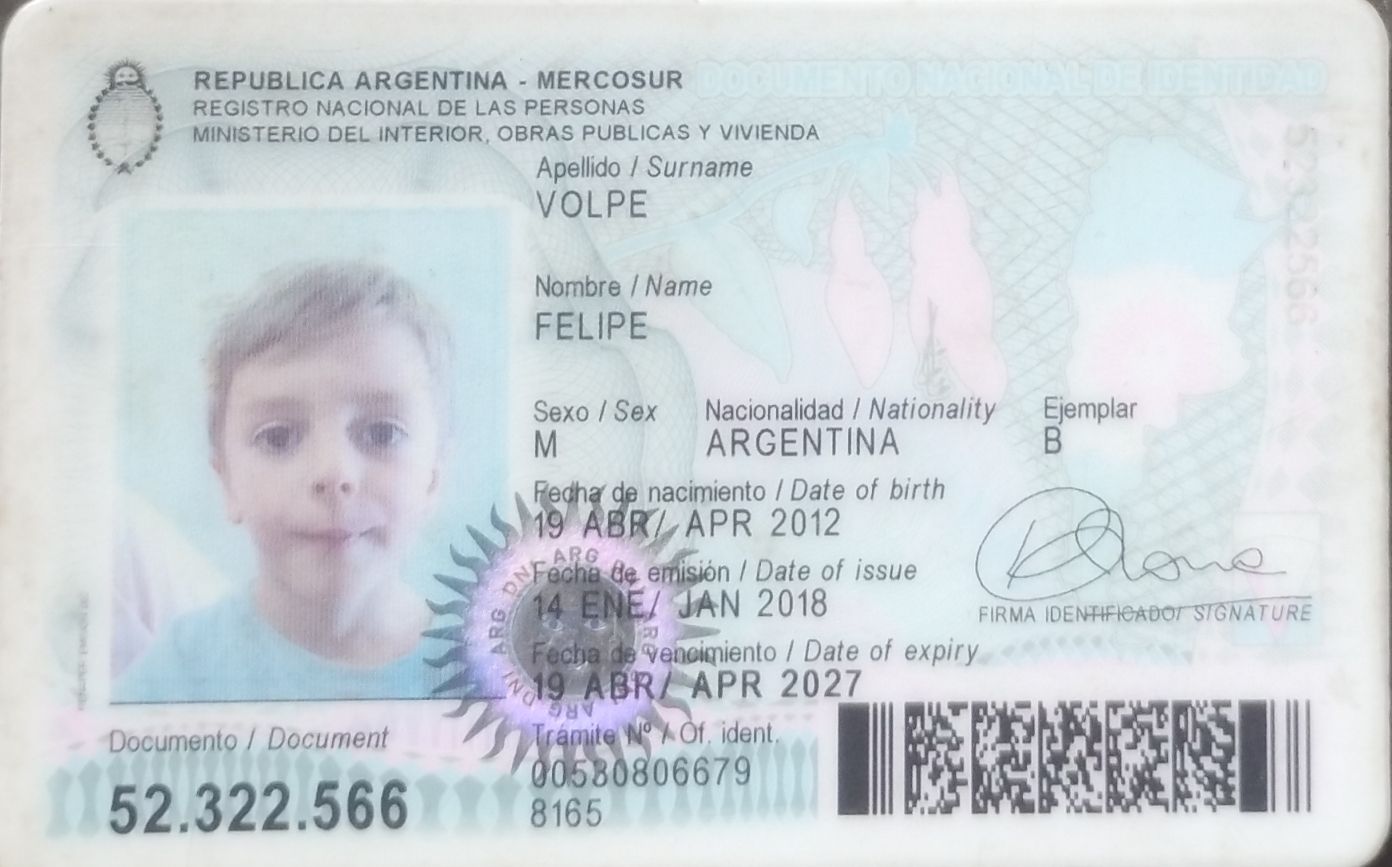 REPUBLICA ARGENTINA - MERCOSUR
DOCUMENTO NACIONAL DE IDENTIDAD
REGISTRO NACIONAL DE LAS PERSONAS
MINISTERIO DEL INTERIOR, OBRAS PUBLICAS Y VIVIENDA
Apellido / Surname
VOLPE
Nombre / Name
FELIPE
Sexo / Sex Nacionalidad / Nationality Ejemplar
M ARGENTINA B
Fecha de nacimiento / Date of birth
19 ABR/ APR 2012
Fecha de emisión / Date of issue
14 ENE/ JAN 2018
FIRMA IDENTIFICADO/ SIGNATURE
Fecha de vencimiento / Date of expiry
19 ABR/ APR 2027
Documento / Document
52.322.566
Trámite Nº / Of. ident.
00530806679
8165
52322566
ARG DNI ARG DNI ARG DNI ARG